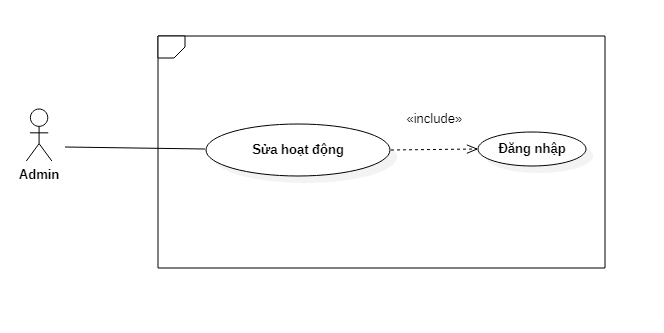 «include»
Sửa hoạt động
Đăng nhập
Admin